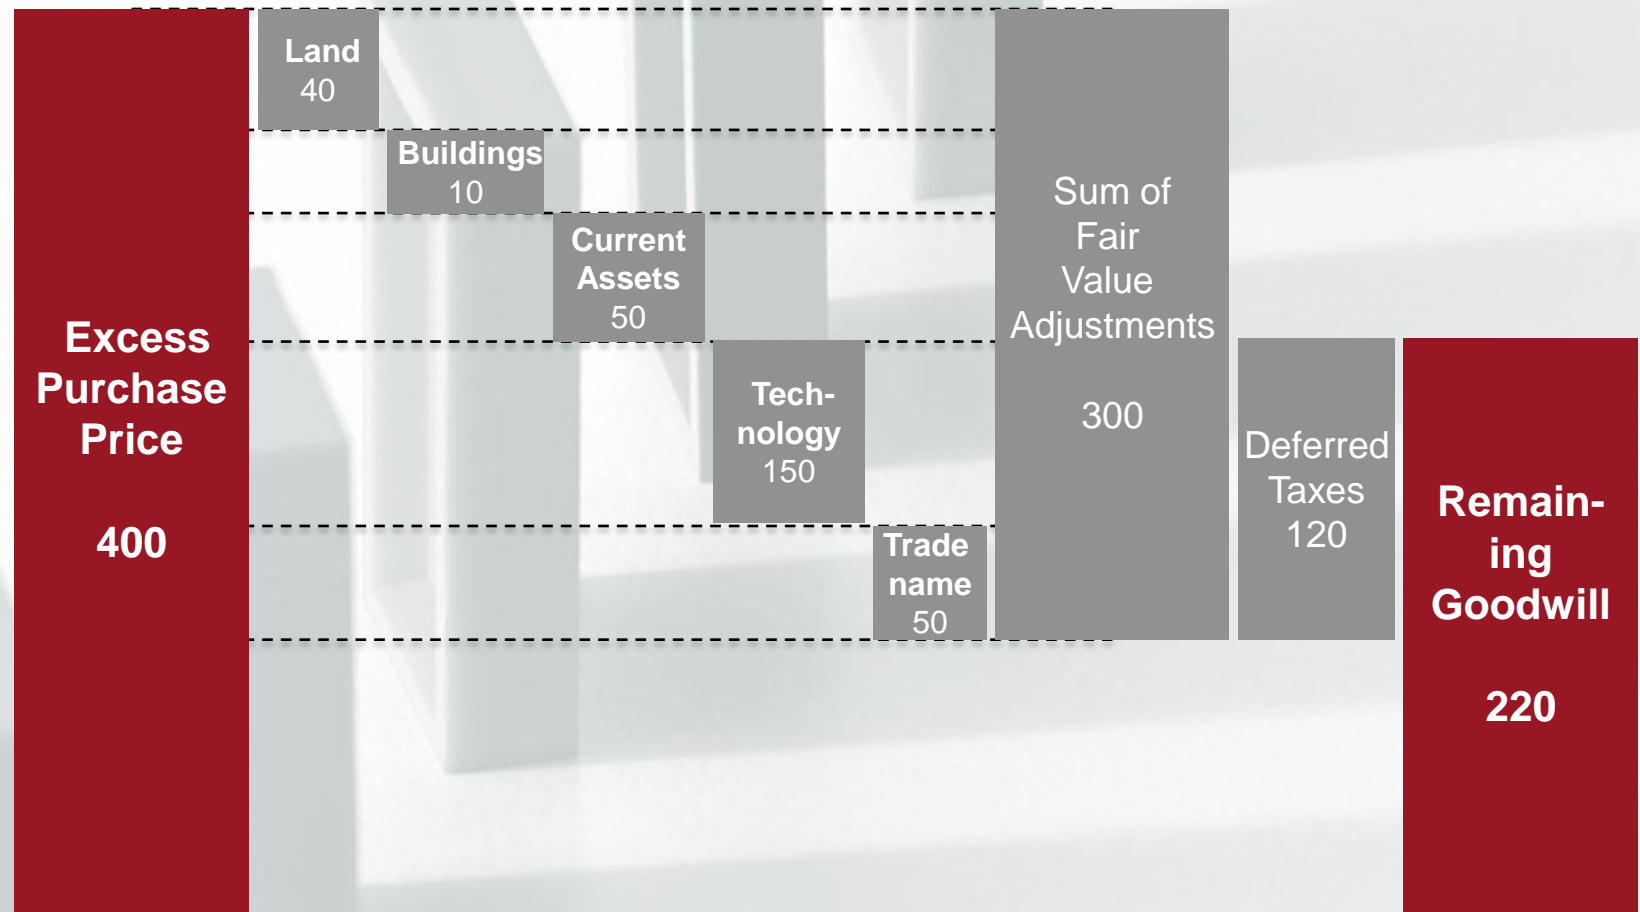 Excess
Purchase
Price
400
Land
40
Buildings
10
Current
Assets
50
Tech-
nology
150
Trade
name
50
Sum of
Fair
Value
Adjustments
300
Deferred
Taxes
120
Remain-
ing
Goodwill
220